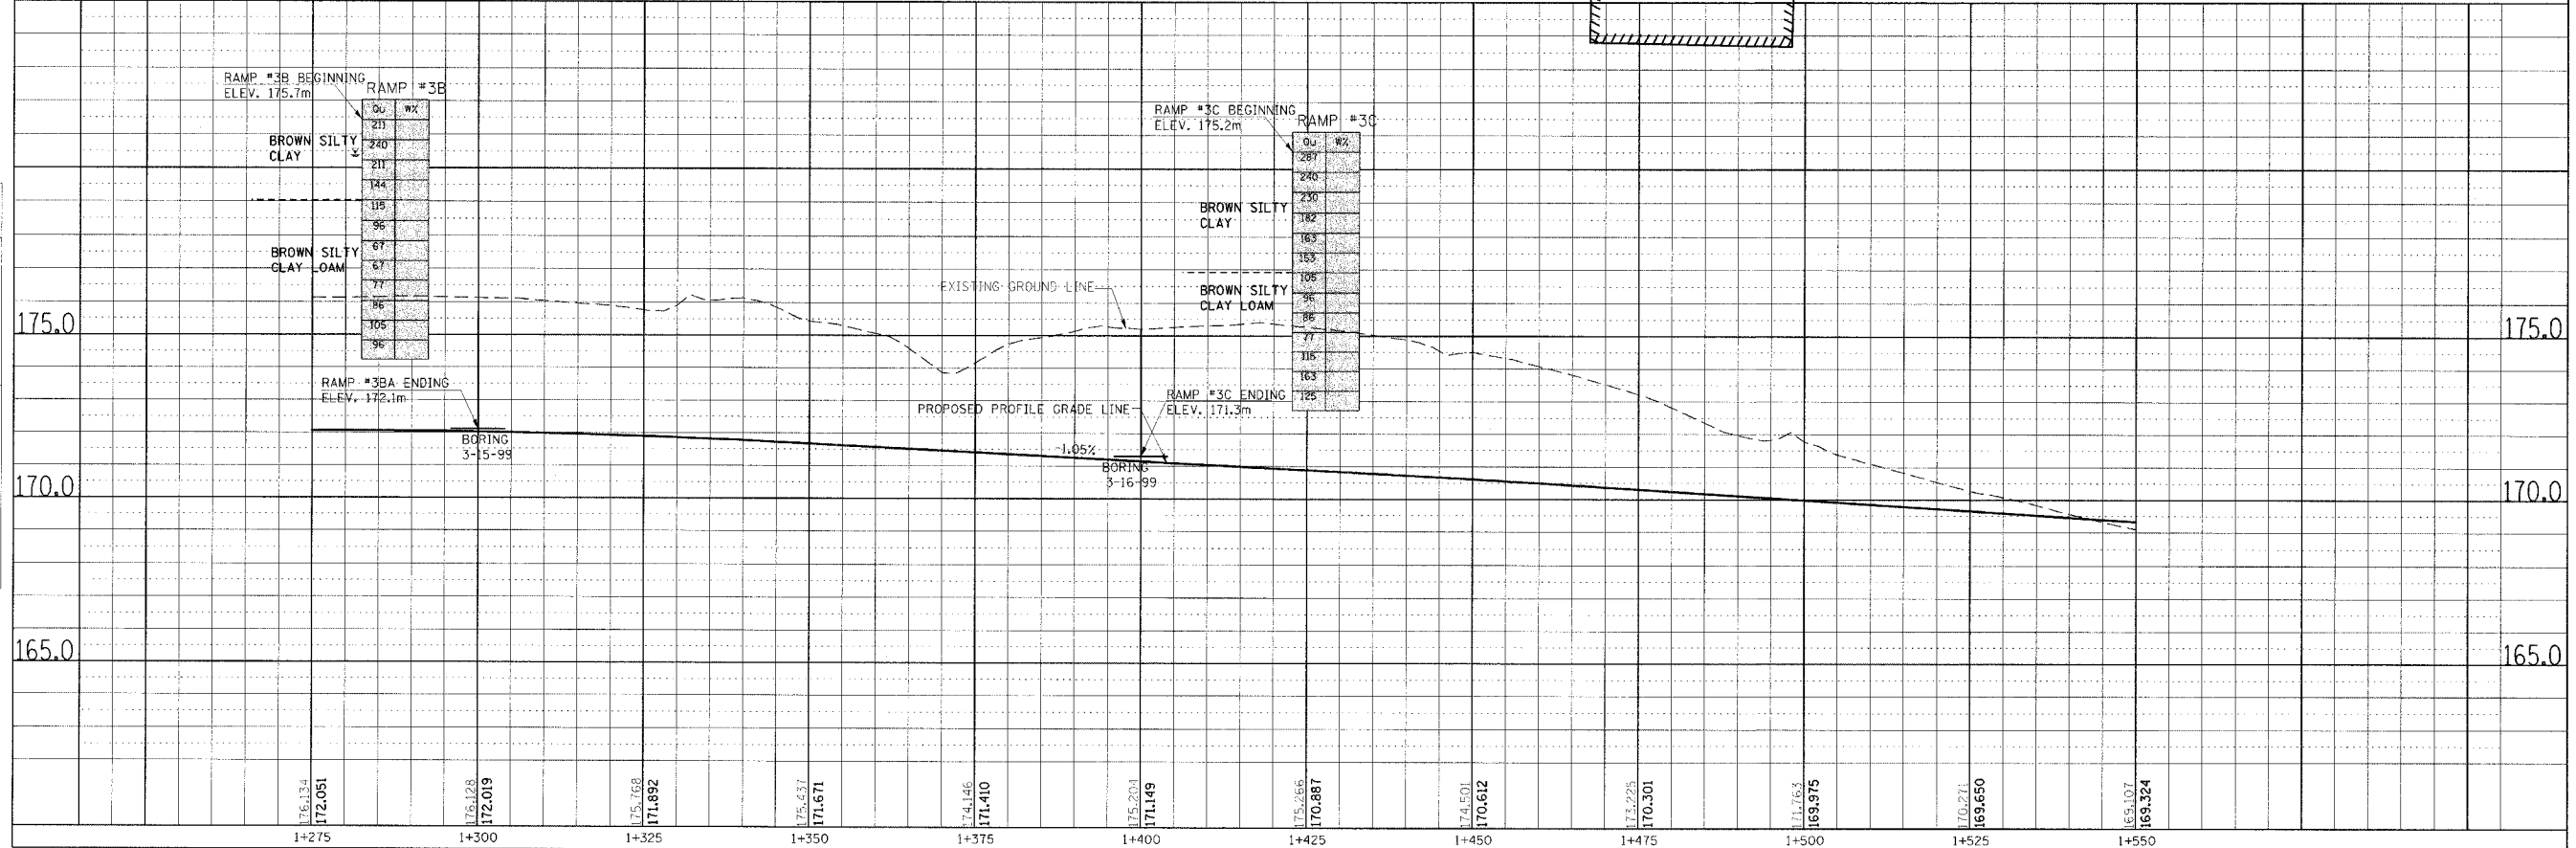 RAMP #3B BEGINNING
ELEV. 175.7m
RAMP #3B
QU W%
211
240
211
144
115
96
67
67
77
86
105
96
BROWN SILTY
CLAY
BROWN SILTY
CLAY LOAM
RAMP #3C BEGINNING
ELEV. 175.2m
RAMP #3C
QU W%
287
240
230
182
163
153
105
96
86
77
115
163
125
BROWN SILTY
CLAY
BROWN SILTY
CLAY LOAM
EXISTING GROUND LINE
175.0 175.0
RAMP #3BA ENDING
ELEV. 172.1m
BORING
3-15-99
RAMP #3C ENDING
ELEV. 171.3m
PROPOSED PROFILE GRADE LINE
-1.05%
BORING
3-16-99
170.0 170.0
165.0 165.0
176.134
172.051
176.128
172.019
175.768
171.892
175.437
171.671
174.146
171.410
175.204
171.149
175.266
170.887
174.501
170.612
173.225
170.301
171.763
169.975
170.271
169.650
169.107
169.324
1+275 1+300 1+325 1+350 1+375 1+400 1+425 1+450 1+475 1+500 1+525 1+550